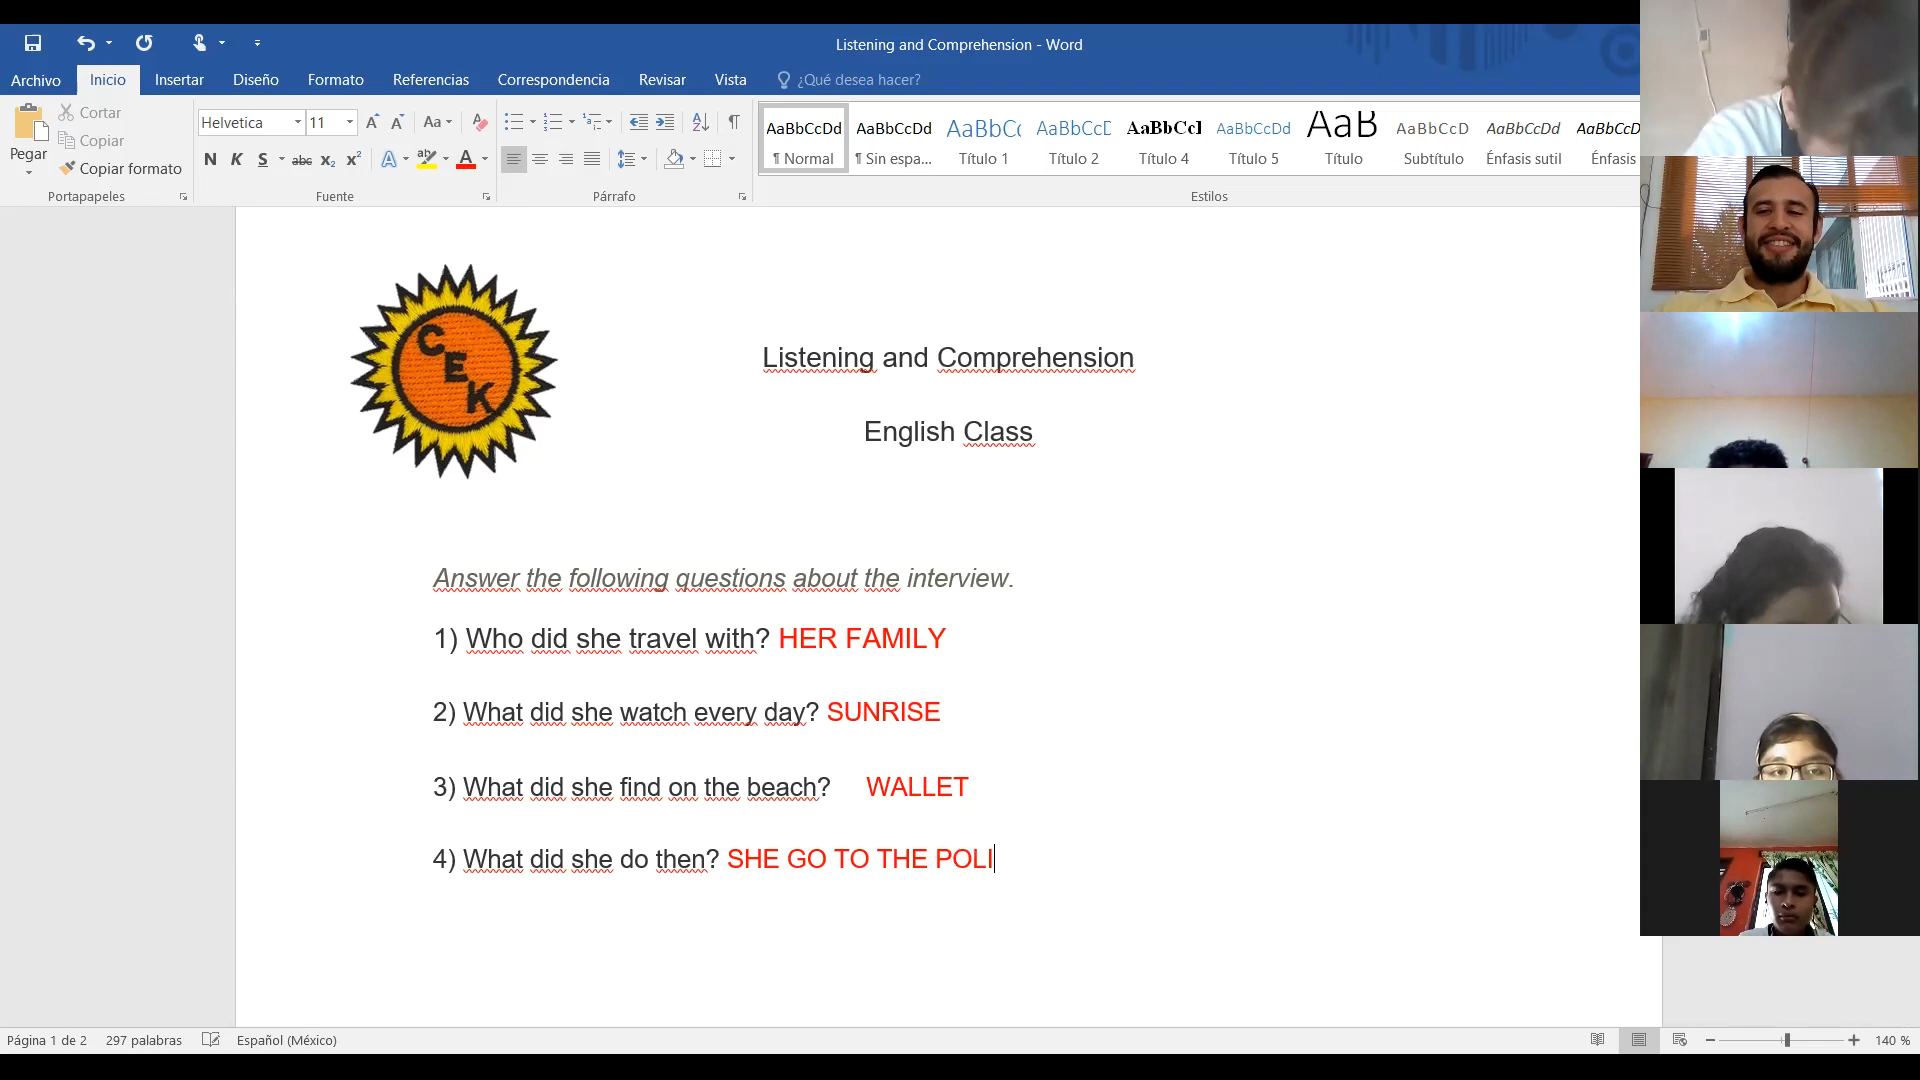 Listening and Comprehension - Word
Archivo Inicio Insertar Diseño Formato Referencias Correspondencia Revisar Vista ¿Qué desea hacer?
Pegar
Cortar
Copiar
Copiar formato
Portapapeles
Helvetica 11
N K S abc x₂ x²
Fuente
Párrafo
AaBbCcDd AaBbCcDd AaBbCc AaBbCcD AaBbCcI AaBbCcDd AaB AaBbCcD AaBbCcDd AaBbCcD
¶ Normal ¶ Sin espa... Título 1 Título 2 Título 4 Título 5 Título Subtítulo Énfasis sutil Énfasis
Estilos
CEK
Listening and Comprehension
English Class
Answer the following questions about the interview.
1) Who did she travel with? HER FAMILY
2) What did she watch every day? SUNRISE
3) What did she find on the beach? WALLET
4) What did she do then? SHE GO TO THE POLI
Página 1 de 2 297 palabras Español (México) 140 %